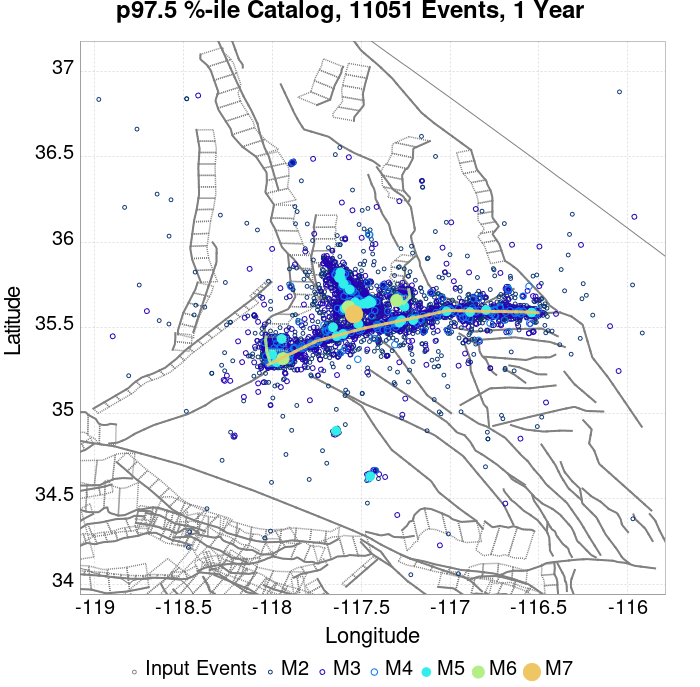 p97.5 %-ile Catalog, 11051 Events, 1 Year
37
36.5
36
35.5
35
34.5
34
Latitude
-119 -118.5 -118 -117.5 -117 -116.5 -116
Longitude
Input Events M2 M3 M4 M5 M6 M7